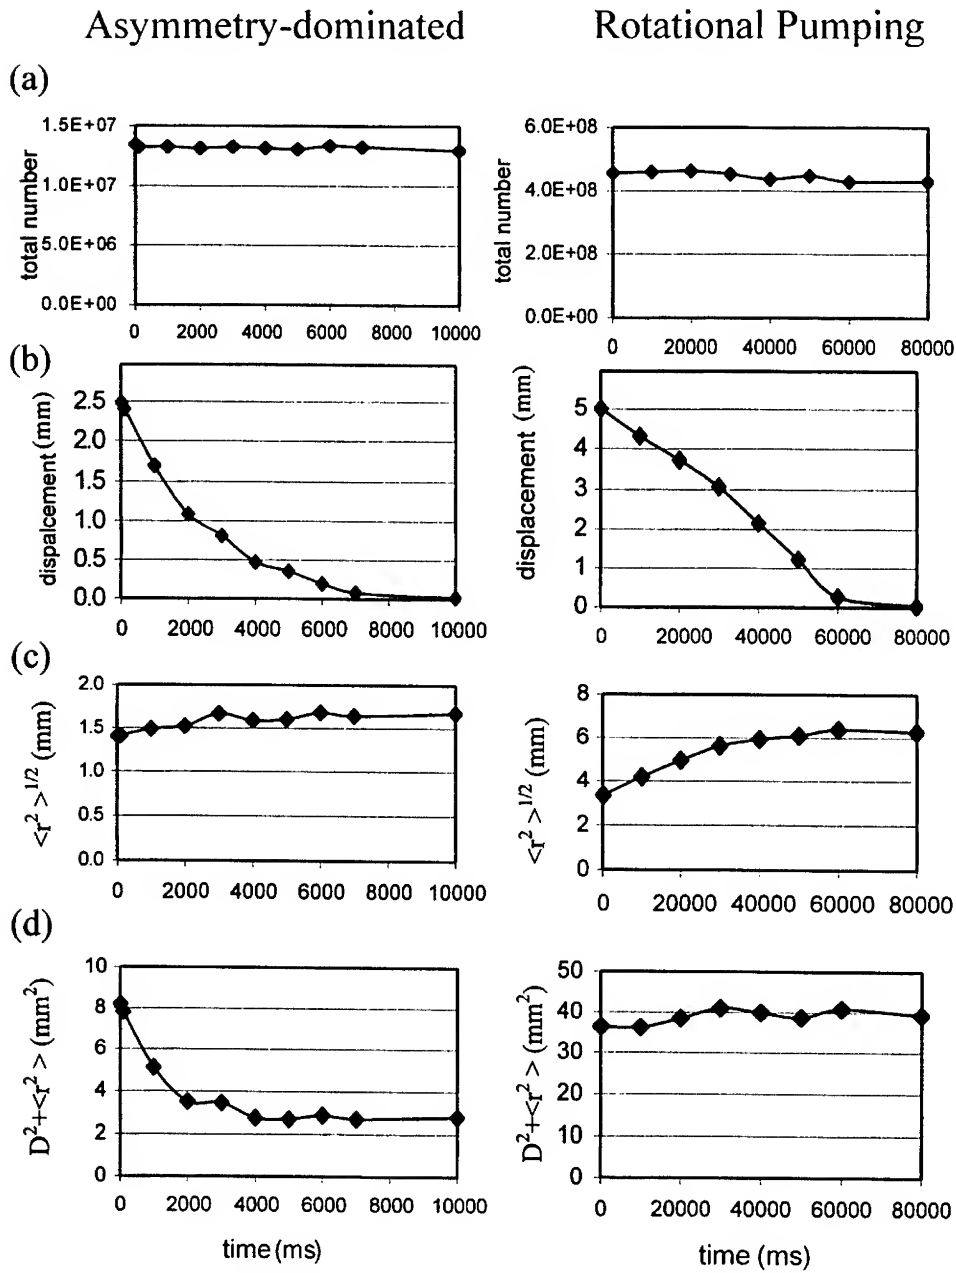 Asymmetry-dominated
Rotational Pumping
(a)
total number
1.5E+07
1.0E+07
5.0E+06
0.0E+00
0 2000 4000 6000 8000 10000
total number
6.0E+08
4.0E+08
2.0E+08
0.0E+00
0 20000 40000 60000 80000
(b)
dispalcement (mm)
2.5
2.0
1.5
1.0
0.5
0.0
0 2000 4000 6000 8000 10000
displacement (mm)
5
4
3
2
1
0
0 20000 40000 60000 80000
(c)
<r² >¹ᐟ² (mm)
2.0
1.5
1.0
0.5
0.0
0 2000 4000 6000 8000 10000
<r² >¹ᐟ² (mm)
8
6
4
2
0
0 20000 40000 60000 80000
(d)
D²+<r² > (mm²)
10
8
6
4
2
0
0 2000 4000 6000 8000 10000
time (ms)
D²+<r² > (mm²)
50
40
30
20
10
0
0 20000 40000 60000 80000
time (ms)